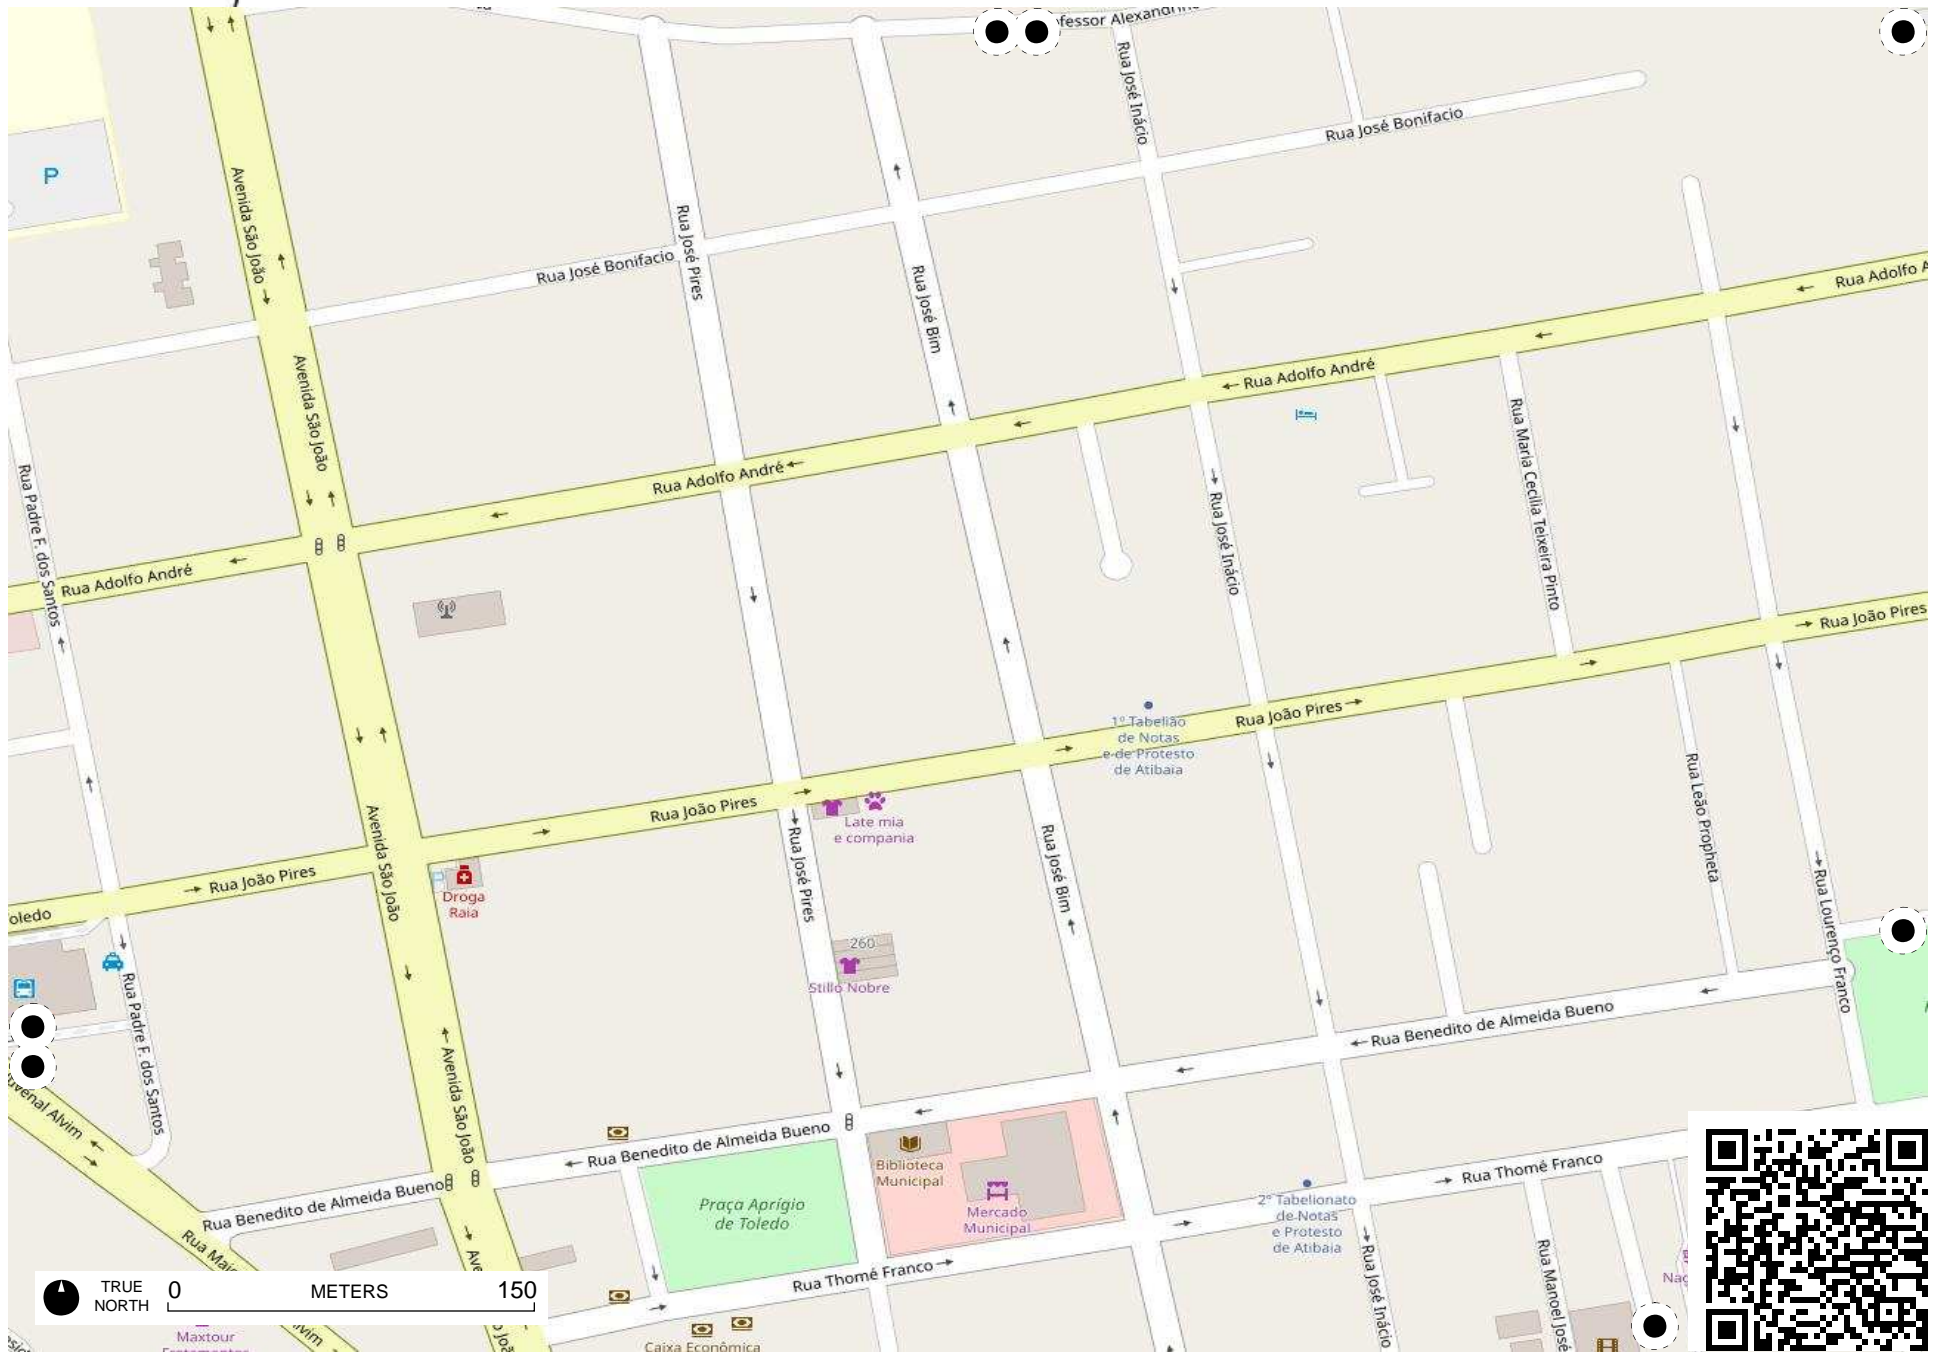 fessor Alexandrin
Rua José Inácio
Rua José Bonifacio
P
Avenida São João
Rua José Pires
Rua José Bonifacio
Rua José Bim
Rua Adolfo A
Avenida São João
Rua Adolfo André
Rua Adolfo André
Rua Padre F. dos Santos
Rua Maria Cecília Teixeira Pinto
Rua José Inácio
Rua Adolfo André
Rua João Pires
Rua João Pires
1º Tabelião
de Notas
e de Protesto
de Atibaia
Rua João Pires
Late mia
e compania
Avenida São João
Rua José Pires
Rua José Bim
Rua Leão Propheta
Rua João Pires
P
Droga
Raia
oledo
Rua Lourenço Franco
260
Stillo Nobre
Rua Padre F. dos Santos
Rua Benedito de Almeida Bueno
Avenida São João
uvenal Alvim
Rua Benedito de Almeida Bueno
Biblioteca
Municipal
Rua Thomé Franco
Rua Benedito de Almeida Bueno
Praça Aprígio
de Toledo
Mercado
Municipal
2º Tabelionato
de Notas
e Protesto
de Atibaia
Rua José Inácio
Rua Manoel José
Rua Thomé Franco
Nag
TRUE
NORTH
0
METERS
150
Maxtour
Caixa Econômica